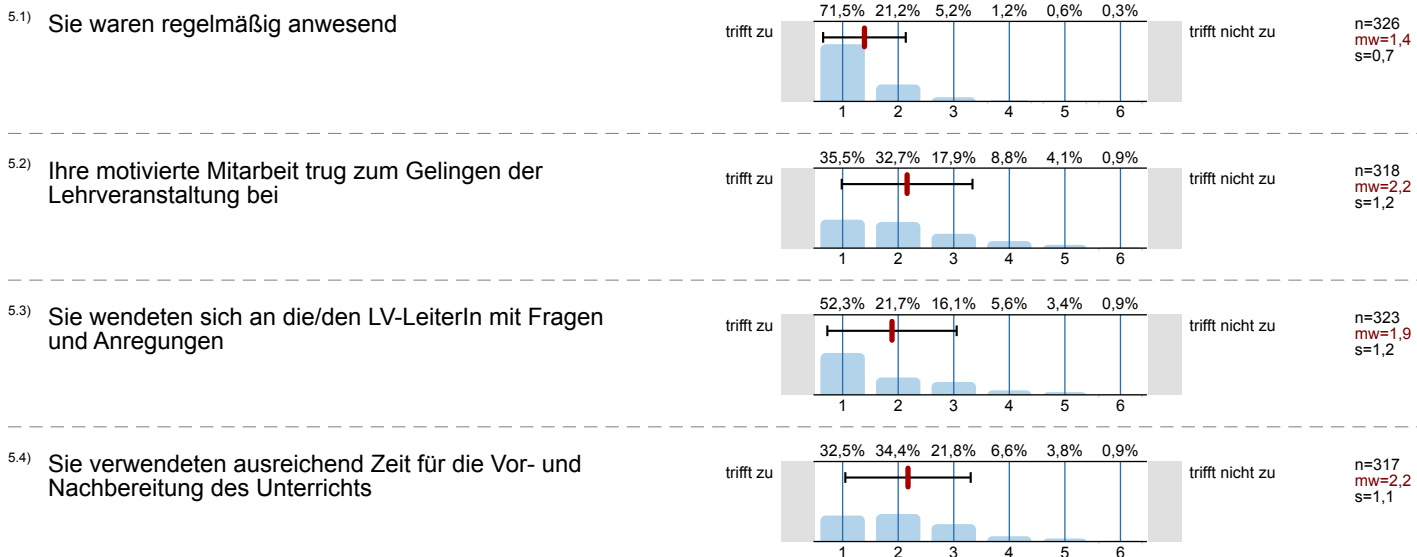 5.1) Sie waren regelmäßig anwesend
71,5% 21,2% 5,2% 1,2% 0,6% 0,3%
trifft zu
trifft nicht zu
1 2 3 4 5 6
n=326
mw=1,4
s=0,7
5.2) Ihre motivierte Mitarbeit trug zum Gelingen der
Lehrveranstaltung bei
35,5% 32,7% 17,9% 8,8% 4,1% 0,9%
trifft zu
trifft nicht zu
1 2 3 4 5 6
n=318
mw=2,2
s=1,2
5.3) Sie wendeten sich an die/den LV-LeiterIn mit Fragen
und Anregungen
52,3% 21,7% 16,1% 5,6% 3,4% 0,9%
trifft zu
trifft nicht zu
1 2 3 4 5 6
n=323
mw=1,9
s=1,2
5.4) Sie verwendeten ausreichend Zeit für die Vor- und
Nachbereitung des Unterrichts
32,5% 34,4% 21,8% 6,6% 3,8% 0,9%
trifft zu
trifft nicht zu
1 2 3 4 5 6
n=317
mw=2,2
s=1,1